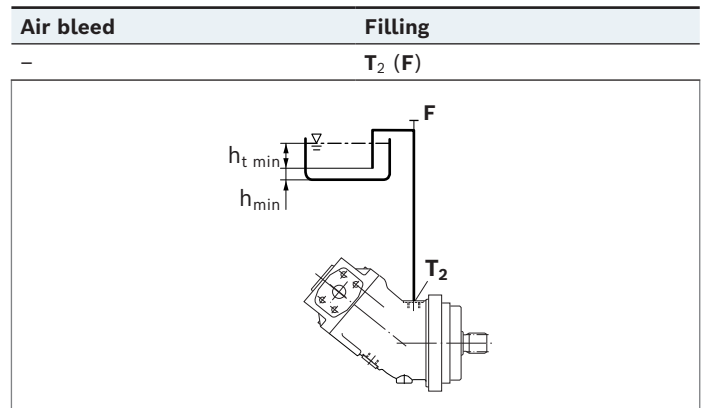 Air bleed Filling
– T₂ (F)
F
hₜ ₘᵢₙ
hₘᵢₙ
T₂